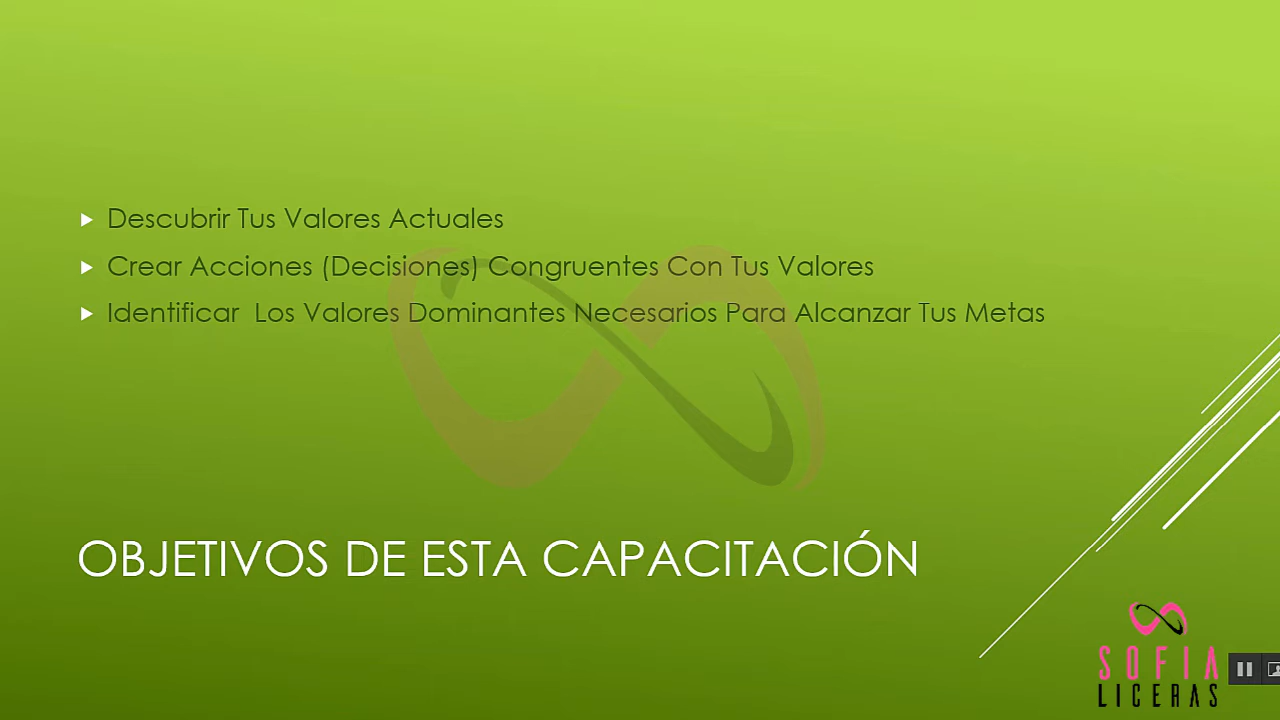 Descubrir Tus Valores Actuales
Crear Acciones (Decisiones) Congruentes Con Tus Valores
Identificar  Los Valores Dominantes Necesarios Para Alcanzar Tus Metas
OBJETIVOS DE ESTA CAPACITACIÓN
SOFIA
LICERAS